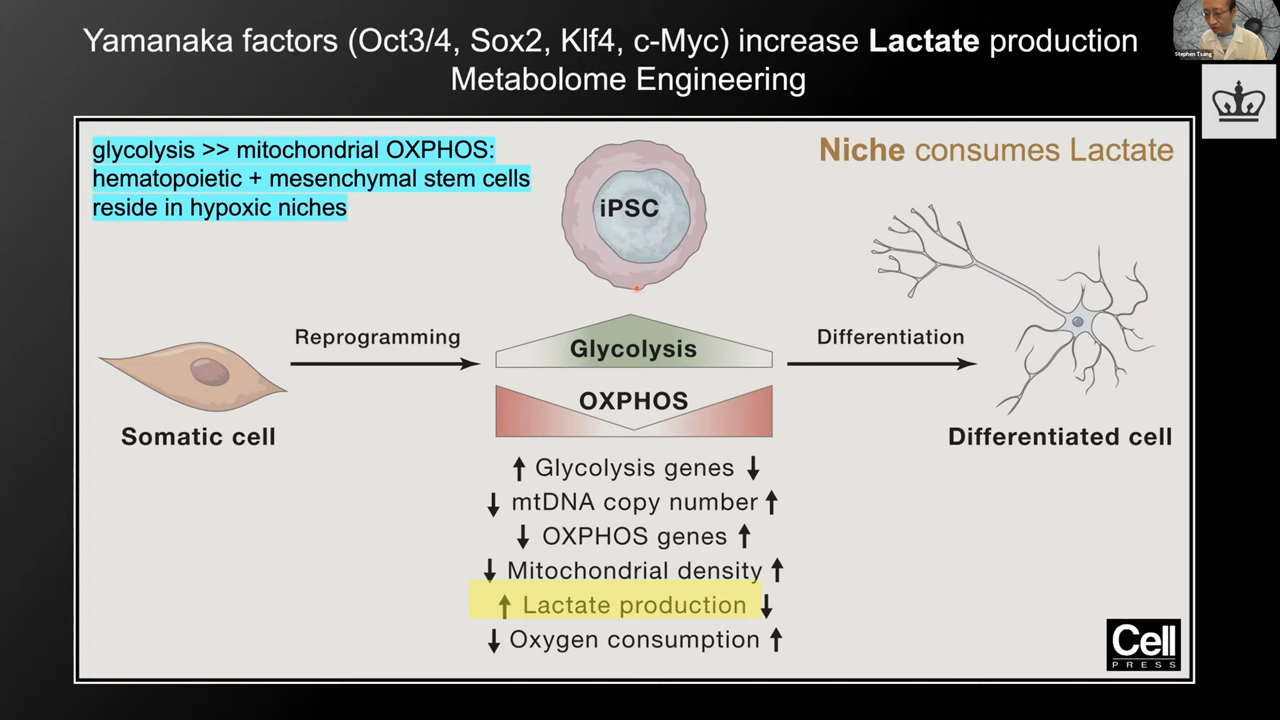 Yamanaka factors (Oct3/4, Sox2, Klf4, c-Myc) increase Lactate production
Metabolome Engineering
Stephen Tsang
glycolysis >> mitochondrial OXPHOS:
hematopoietic + mesenchymal stem cells
reside in hypoxic niches
Niche consumes Lactate
iPSC
Reprogramming
Glycolysis
Differentiation
OXPHOS
Somatic cell
Differentiated cell
↑ Glycolysis genes ↓
↓ mtDNA copy number ↑
↓ OXPHOS genes ↑
↓ Mitochondrial density ↑
↑ Lactate production ↓
↓ Oxygen consumption ↑
Cell
PRESS